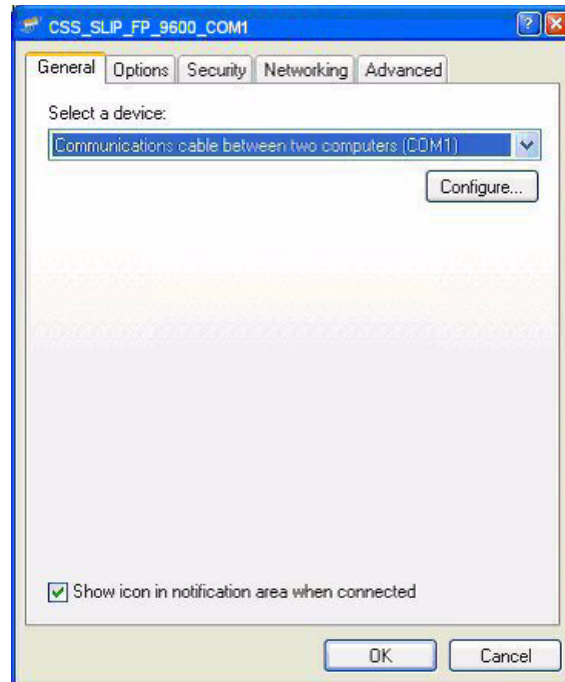 CSS_SLIP_FP_9600_COM1
General Options Security Networking Advanced
Select a device:
Communications cable between two computers (COM1)
Configure...
Show icon in notification area when connected
OK Cancel